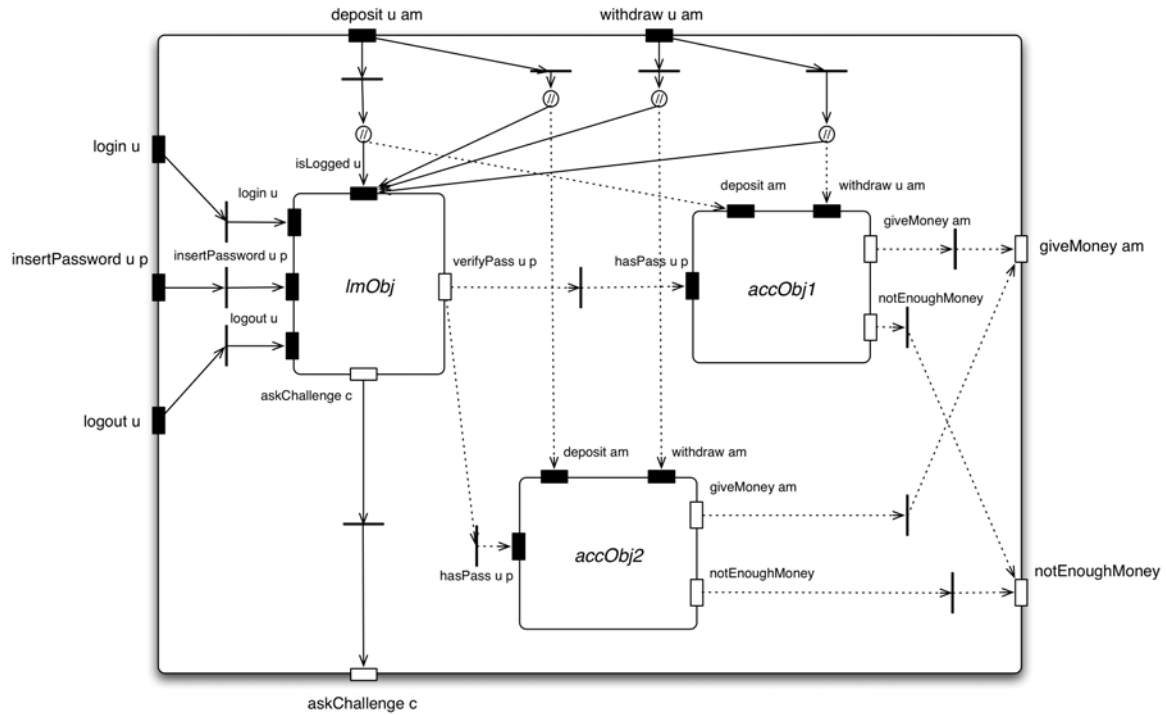 deposit u am
withdraw u am
//
//
//
//
login u
isLogged u
login u
deposit am
withdraw u am
insertPassword u p
insertPassword u p
lmObj
verifyPass u p
hasPass u p
accObj1
giveMoney am
giveMoney am
notEnoughMoney
logout u
logout u
askChallenge c
deposit am
withdraw am
giveMoney am
accObj2
hasPass u p
notEnoughMoney
notEnoughMoney
askChallenge c